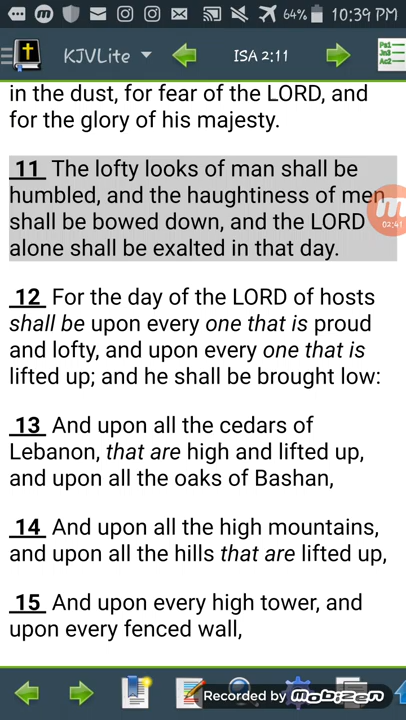 64% 10:39 PM
KJVLite ISA 2:11
Ps1—
Jn3—
Ac2—
in the dust, for fear of the LORD, and
for the glory of his majesty.
11 The lofty looks of man shall be
humbled, and the haughtiness of men
shall be bowed down, and the LORD
alone shall be exalted in that day.
02:41
12 For the day of the LORD of hosts
shall be upon every one that is proud
and lofty, and upon every one that is
lifted up; and he shall be brought low:
13 And upon all the cedars of
Lebanon, that are high and lifted up,
and upon all the oaks of Bashan,
14 And upon all the high mountains,
and upon all the hills that are lifted up,
15 And upon every high tower, and
upon every fenced wall,
Recorded by mobizen